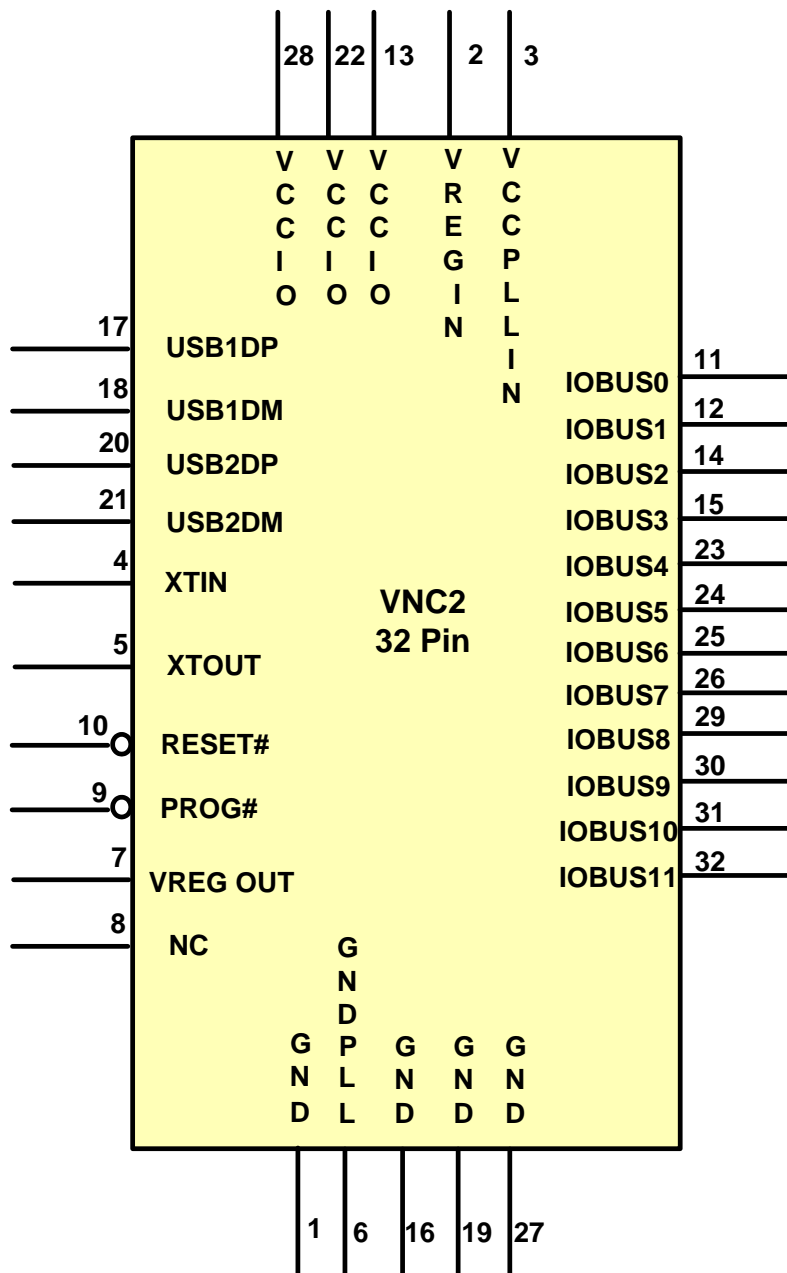 28 22 13 2 3
VCCIO
VCCIO
VCCIO
VREGIN
VCCPLLIN
17
USB1DP
18
USB1DM
20
USB2DP
21
USB2DM
4
XTIN
5
XTOUT
10
RESET#
9
PROG#
7
VREG OUT
8
NC
VNC2
32 Pin
11
IOBUS0
12
IOBUS1
14
IOBUS2
15
IOBUS3
23
IOBUS4
24
IOBUS5
25
IOBUS6
26
IOBUS7
29
IOBUS8
30
IOBUS9
31
IOBUS10
32
IOBUS11
GND
GNDPLL
GND
GND
GND
1 6 16 19 27